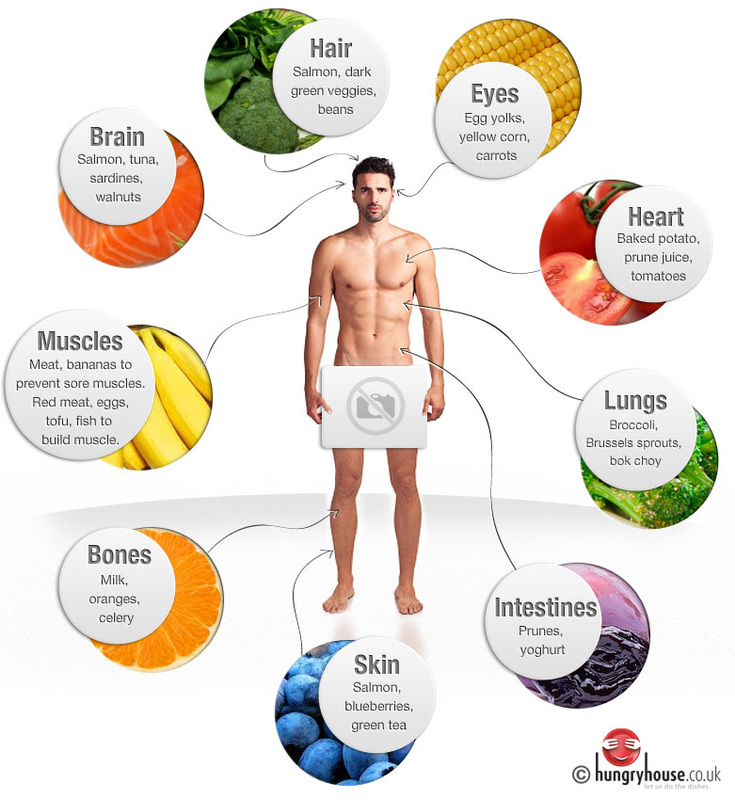 Hair
Salmon, dark
green veggies,
beans
Eyes
Egg yolks,
yellow corn,
carrots
Brain
Salmon, tuna,
sardines,
walnuts
Heart
Baked potato,
prune juice,
tomatoes
Muscles
Meat, bananas to
prevent sore muscles.
Red meat, eggs,
tofu, fish to
build muscle.
Lungs
Broccoli,
Brussels sprouts,
bok choy
Bones
Milk,
oranges,
celery
Intestines
Prunes,
yoghurt
Skin
Salmon,
blueberries,
green tea
© hungryhouse.co.uk
let us do the dishes